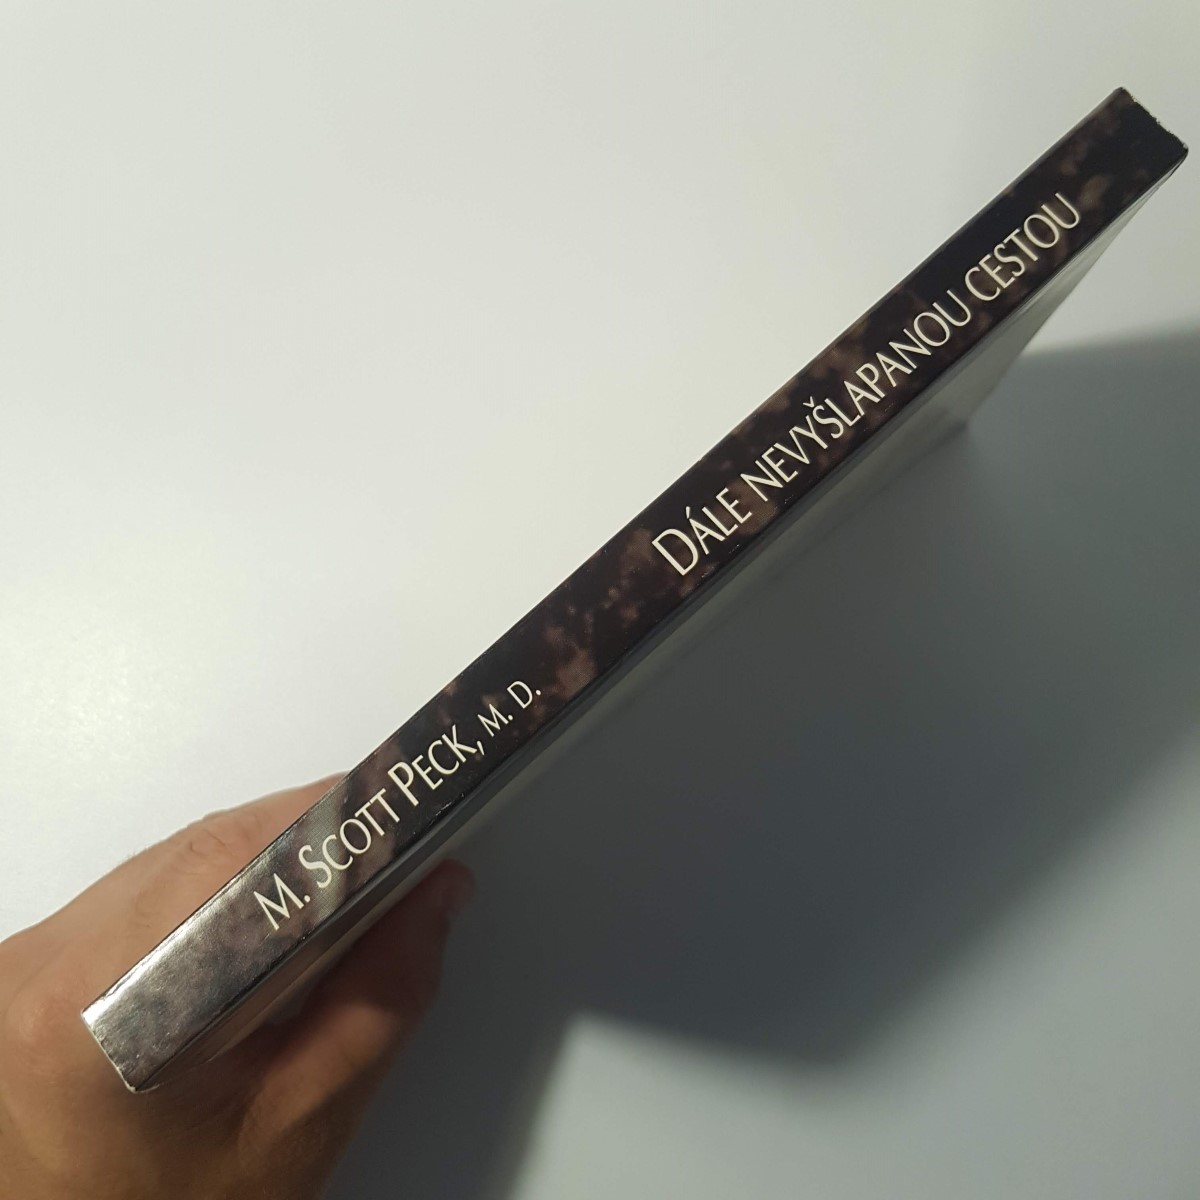 M. SCOTT PECK, M. D. DÁLE NEVYŠLAPANOU CESTOU